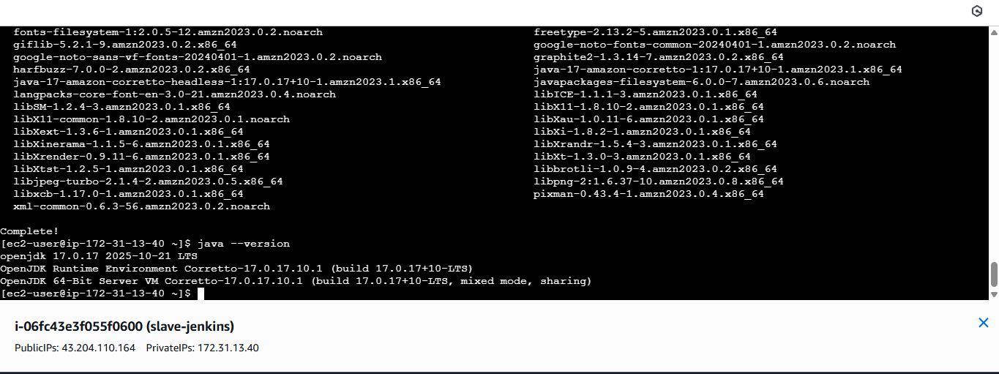 fonts-filesystem-1:2.0.5-12.amzn2023.0.2.noarch freetype-2.13.2-5.amzn2023.0.1.x86_64
giflib-5.2.1-9.amzn2023.0.2.x86_64 google-noto-fonts-common-20240401-1.amzn2023.0.2.noarch
google-noto-sans-vf-fonts-20240401-1.amzn2023.0.2.noarch graphite2-1.3.14-7.amzn2023.0.2.x86_64
harfbuzz-7.0.0-2.amzn2023.0.2.x86_64 java-17-amazon-corretto-1:17.0.17+10-1.amzn2023.1.x86_64
java-17-amazon-corretto-headless-1:17.0.17+10-1.amzn2023.1.x86_64 javapackages-filesystem-6.0.0-7.amzn2023.0.6.noarch
langpacks-core-font-en-3.0-21.amzn2023.0.4.noarch libICE-1.1.1-3.amzn2023.0.1.x86_64
libSM-1.2.4-3.amzn2023.0.1.x86_64 libX11-1.8.10-2.amzn2023.0.1.x86_64
libX11-common-1.8.10-2.amzn2023.0.1.noarch libXau-1.0.11-6.amzn2023.0.1.x86_64
libXext-1.3.6-1.amzn2023.0.1.x86_64 libXi-1.8.2-1.amzn2023.0.1.x86_64
libXinerama-1.1.5-6.amzn2023.0.1.x86_64 libXrandr-1.5.4-3.amzn2023.0.1.x86_64
libXrender-0.9.11-6.amzn2023.0.1.x86_64 libXt-1.3.0-3.amzn2023.0.1.x86_64
libXtst-1.2.5-1.amzn2023.0.1.x86_64 libbrotli-1.0.9-4.amzn2023.0.2.x86_64
libjpeg-turbo-2.1.4-2.amzn2023.0.5.x86_64 libpng-2:1.6.37-10.amzn2023.0.8.x86_64
libxcb-1.17.0-1.amzn2023.0.1.x86_64 pixman-0.43.4-1.amzn2023.0.4.x86_64
xml-common-0.6.3-56.amzn2023.0.2.noarch
Complete!
[ec2-user@ip-172-31-13-40 ~]$ java --version
openjdk 17.0.17 2025-10-21 LTS
OpenJDK Runtime Environment Corretto-17.0.17.10.1 (build 17.0.17+10-LTS)
OpenJDK 64-Bit Server VM Corretto-17.0.17.10.1 (build 17.0.17+10-LTS, mixed mode, sharing)
[ec2-user@ip-172-31-13-40 ~]$
i-06fc43e3f055f0600 (slave-jenkins)
PublicIPs: 43.204.110.164 PrivateIPs: 172.31.13.40